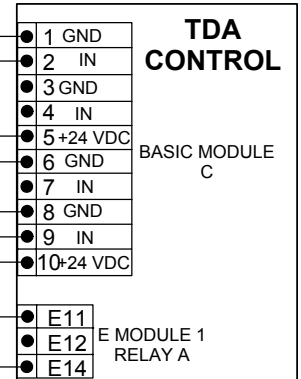 TDA
CONTROL
1 GND
2 IN
3 GND
4 IN
5 +24 VDC
6 GND
7 IN
8 GND
9 IN
10 +24 VDC
BASIC MODULE
C
E11
E12
E14
E MODULE 1
RELAY A